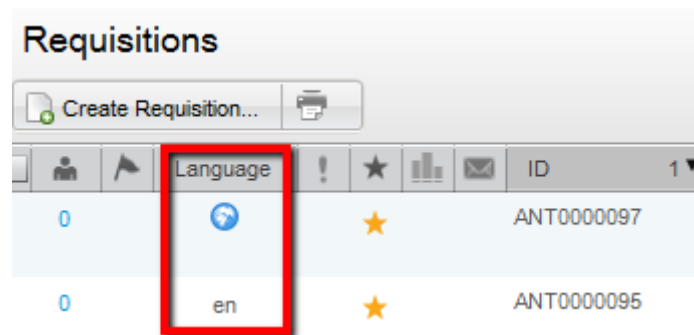 Requisitions
Create Requisition...
Language ! ID 1
0 ANT0000097
0 en ANT0000095